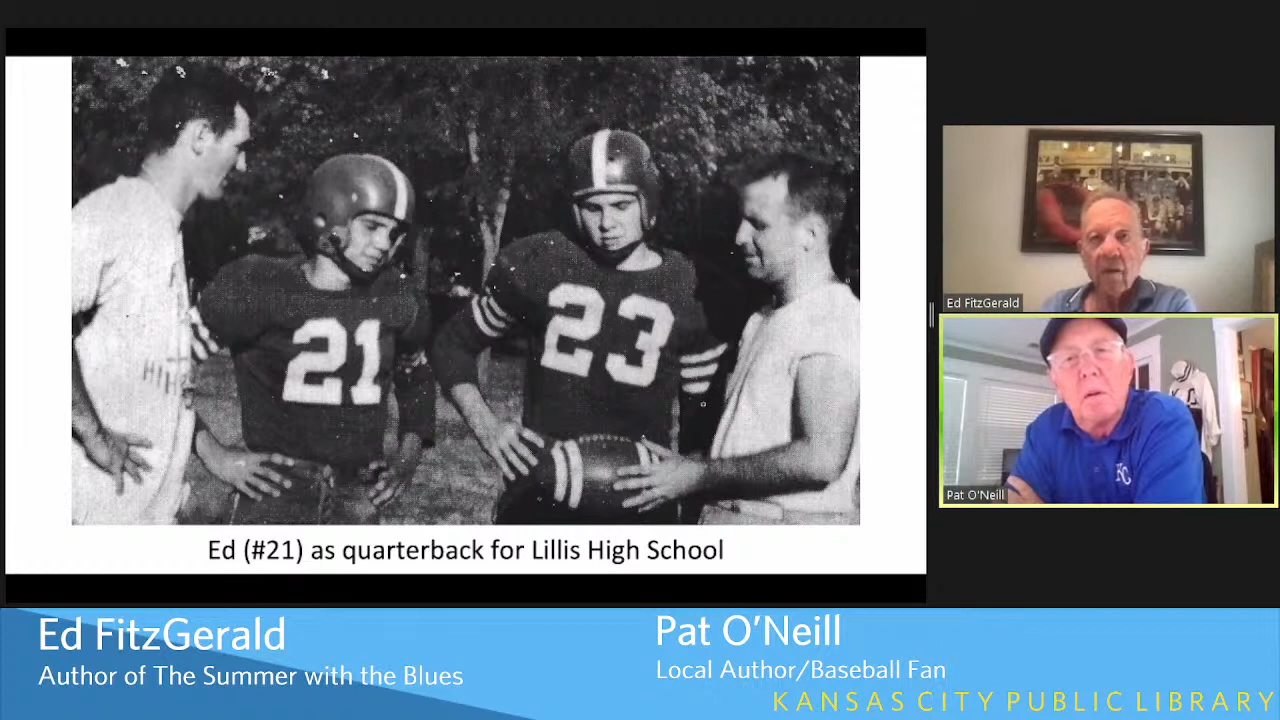 21
23
Ed (#21) as quarterback for Lillis High School
Ed FitzGerald
KC
Pat O'Neill
Ed FitzGerald
Author of The Summer with the Blues
Pat O'Neill
Local Author/Baseball Fan
KANSAS CITY PUBLIC LIBRARY